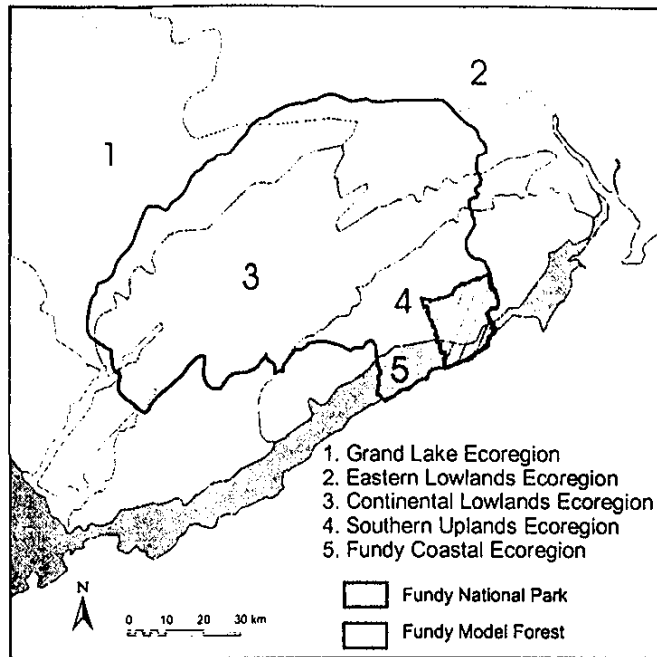 2
1
3
4
5
1. Grand Lake Ecoregion
2. Eastern Lowlands Ecoregion
3. Continental Lowlands Ecoregion
4. Southern Uplands Ecoregion
5. Fundy Coastal Ecoregion
N
0 10 20 30 km
Fundy National Park
Fundy Model Forest